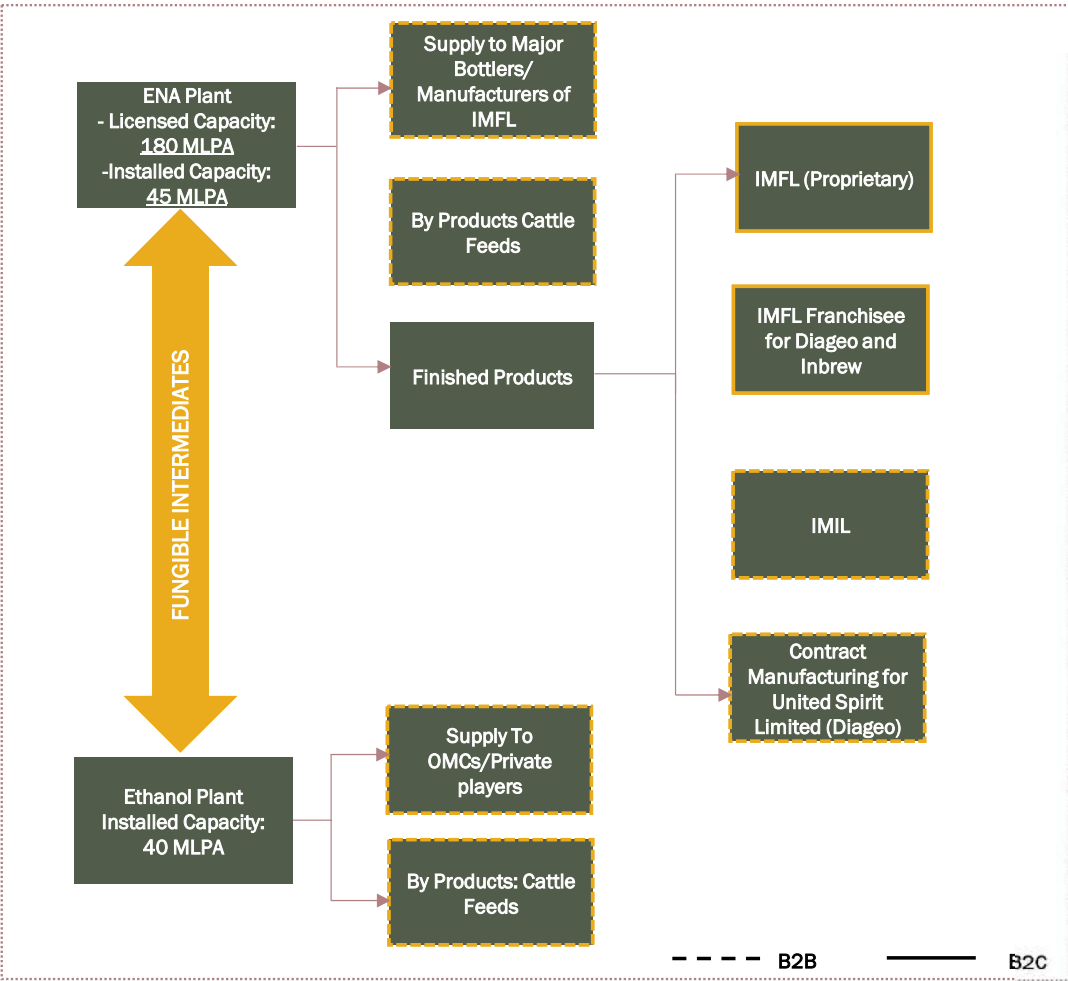 ENA Plant
- Licensed Capacity:
180 MLPA
-Installed Capacity:
45 MLPA
Supply to Major
Bottlers/
Manufacturers of
IMFL
By Products Cattle
Feeds
Finished Products
IMFL (Proprietary)
IMFL Franchisee
for Diageo and
Inbrew
IMIL
Contract
Manufacturing for
United Spirit
Limited (Diageo)
FUNGIBLE INTERMEDIATES
Ethanol Plant
Installed Capacity:
40 MLPA
Supply To
OMCs/Private
players
By Products: Cattle
Feeds
B2B
B2C